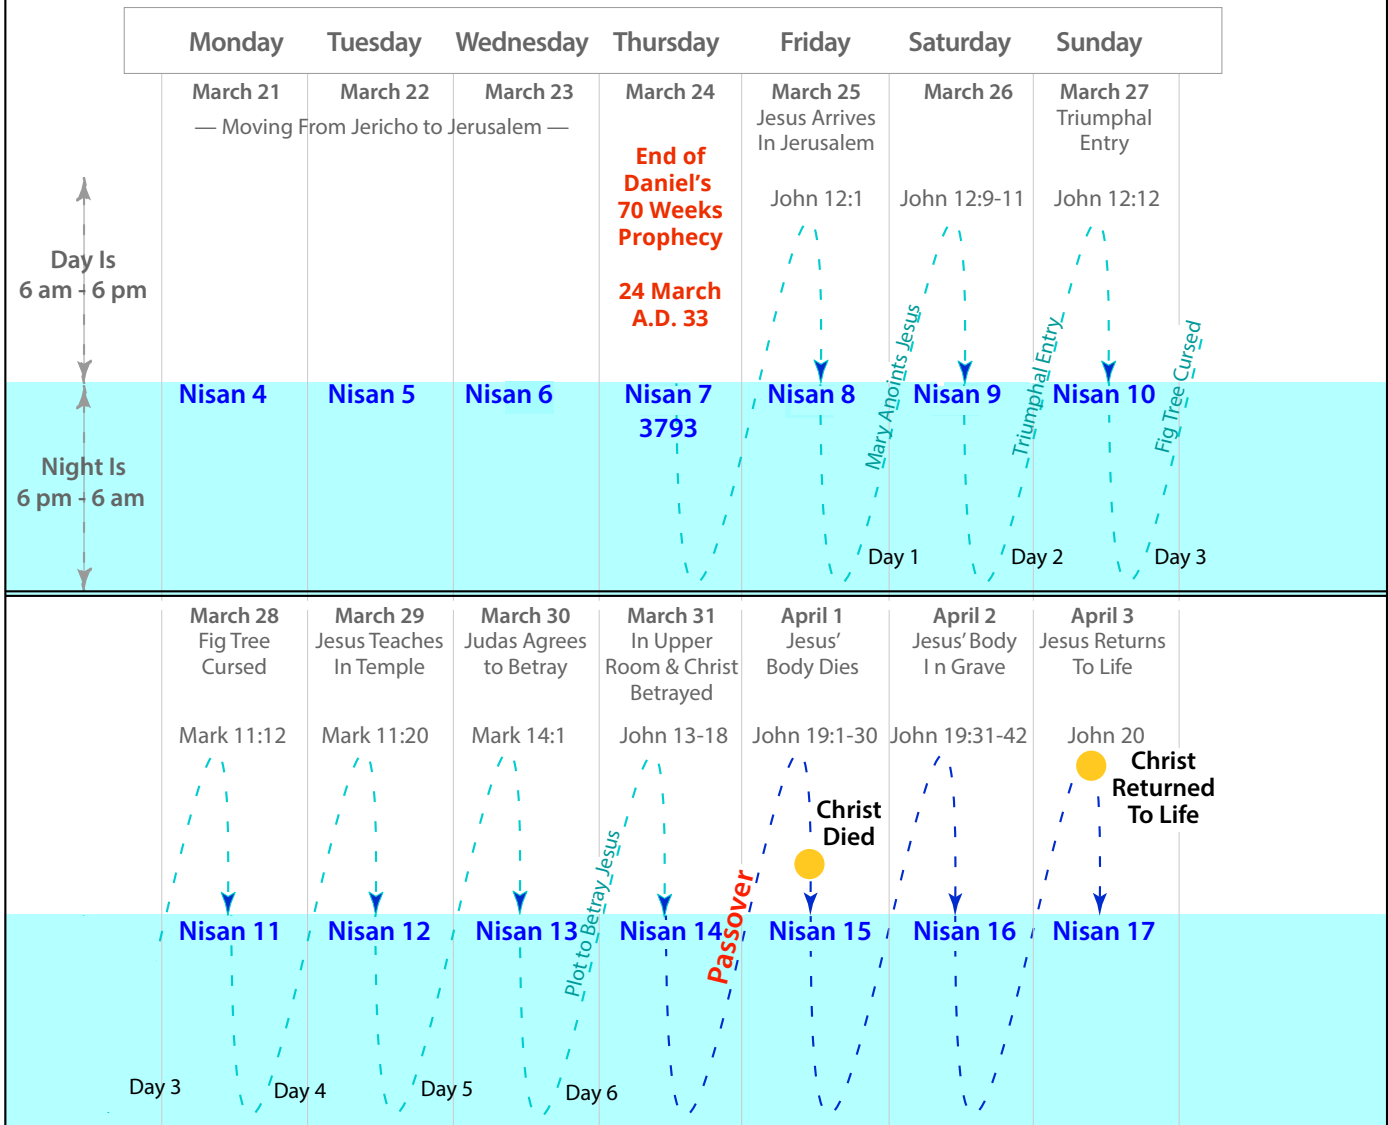 Monday Tuesday Wednesday Thursday Friday Saturday Sunday
March 21 March 22 March 23 March 24 March 25 March 26 March 27
— Moving From Jericho to Jerusalem —
Jesus Arrives
In Jerusalem
Triumphal
Entry
End of
Daniel's
70 Weeks
Prophecy
24 March
A.D. 33
John 12:1 John 12:9-11 John 12:12
Day Is
6 am - 6 pm
Mary Anoints Jesus
Triumphal Entry
Fig Tree Cursed
Nisan 4 Nisan 5 Nisan 6 Nisan 7 Nisan 8 Nisan 9 Nisan 10
3793
Night Is
6 pm - 6 am
Day 1 Day 2 Day 3
March 28 March 29 March 30 March 31 April 1 April 2 April 3
Fig Tree
Cursed
Jesus Teaches
In Temple
Judas Agrees
to Betray
In Upper
Room & Christ
Betrayed
Jesus'
Body Dies
Jesus' Body
I n Grave
Jesus Returns
To Life
Mark 11:12 Mark 11:20 Mark 14:1 John 13-18 John 19:1-30 John 19:31-42 John 20
Christ
Returned
To Life
Christ
Died
Plot to Betray Jesus
Passover
Nisan 11 Nisan 12 Nisan 13 Nisan 14 Nisan 15 Nisan 16 Nisan 17
Day 3 Day 4 Day 5 Day 6